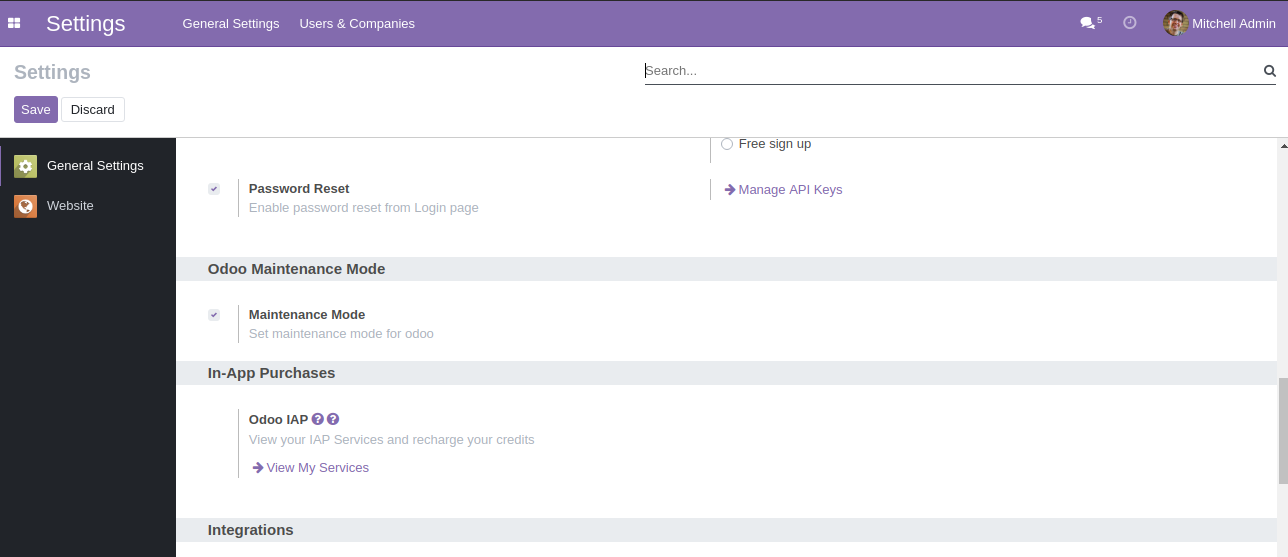 Settings General Settings Users & Companies 5 Mitchell Admin
Settings Search...
Save Discard
General Settings
Website
Free sign up
Password Reset Manage API Keys
Enable password reset from Login page
Odoo Maintenance Mode
Maintenance Mode
Set maintenance mode for odoo
In-App Purchases
Odoo IAP
View your IAP Services and recharge your credits
View My Services
Integrations